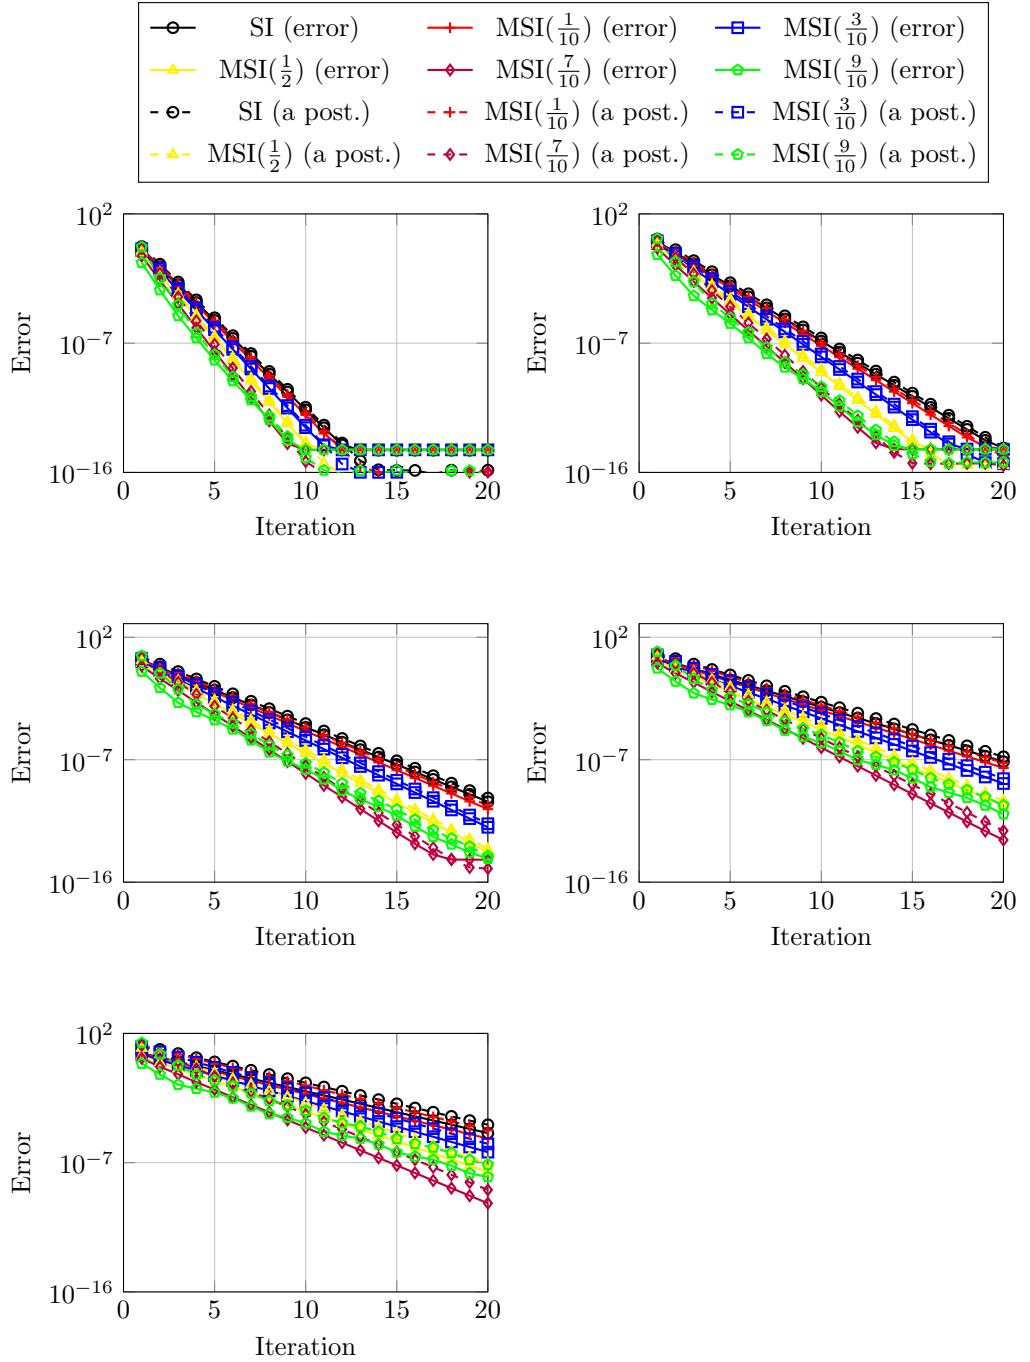 SI (error) MSI(1/10) (error) MSI(3/10) (error)
MSI(1/2) (error) MSI(7/10) (error) MSI(9/10) (error)
SI (a post.) MSI(1/10) (a post.) MSI(3/10) (a post.)
MSI(1/2) (a post.) MSI(7/10) (a post.) MSI(9/10) (a post.)
10^2
10^−7
10^−16
Error
0 5 10 15 20
Iteration
10^2
10^−7
10^−16
Error
0 5 10 15 20
Iteration
10^2
10^−7
10^−16
Error
0 5 10 15 20
Iteration
10^2
10^−7
10^−16
Error
0 5 10 15 20
Iteration
10^2
10^−7
10^−16
Error
0 5 10 15 20
Iteration